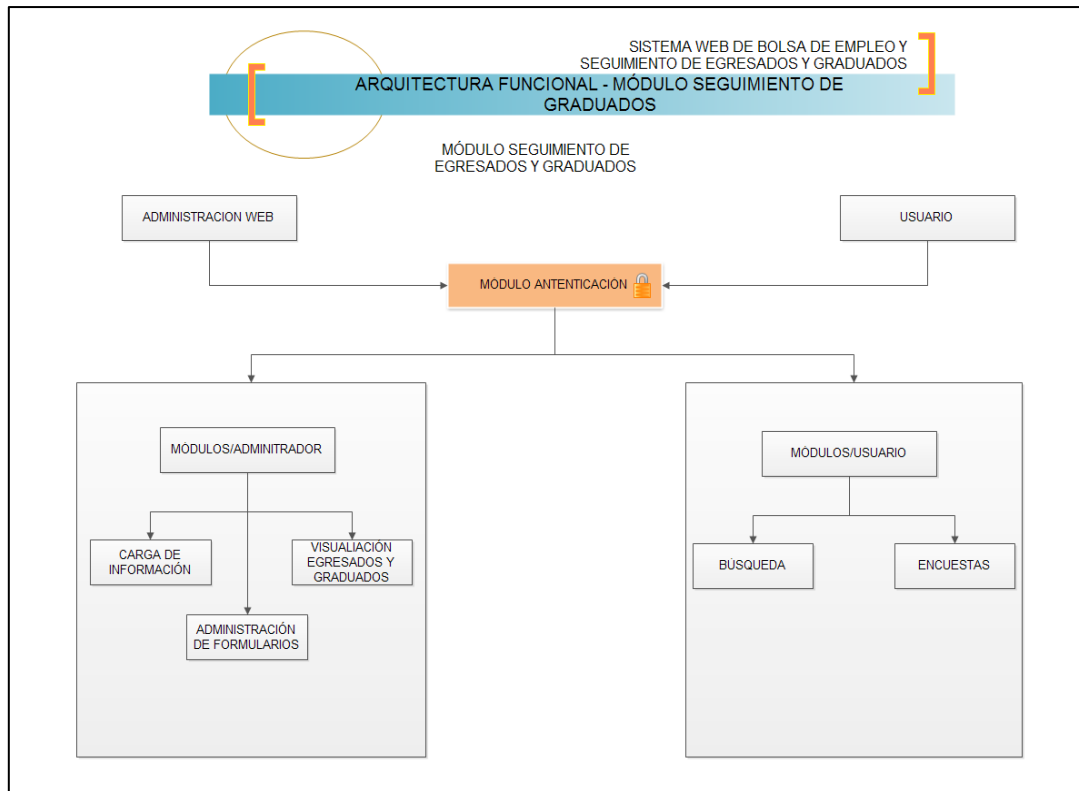 SISTEMA WEB DE BOLSA DE EMPLEO Y
SEGUIMIENTO DE EGRESADOS Y GRADUADOS
ARQUITECTURA FUNCIONAL - MÓDULO SEGUIMIENTO DE
GRADUADOS
MÓDULO SEGUIMIENTO DE
EGRESADOS Y GRADUADOS
ADMINISTRACION WEB
USUARIO
MÓDULO ANTENTICACIÓN
MÓDULOS/ADMINITRADOR
MÓDULOS/USUARIO
CARGA DE
INFORMACIÓN
VISUALIACIÓN
EGRESADOS Y
GRADUADOS
BÚSQUEDA
ENCUESTAS
ADMINISTRACIÓN
DE FORMULARIOS